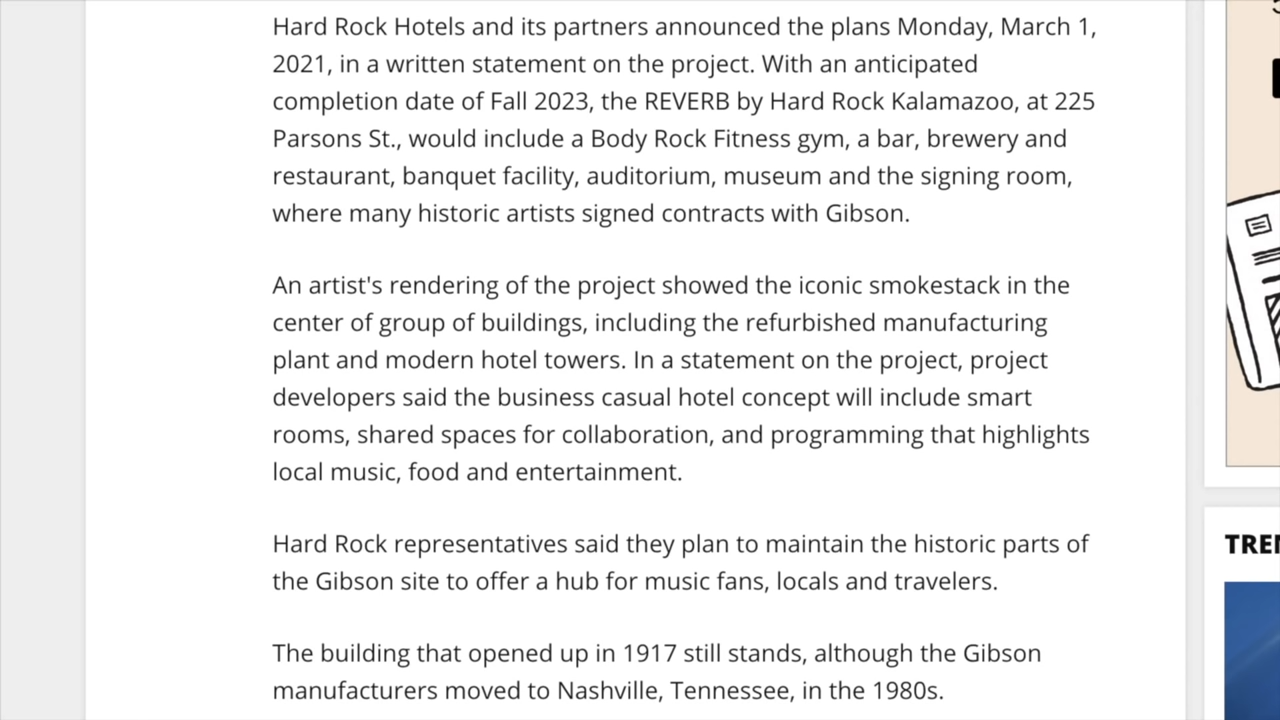 Hard Rock Hotels and its partners announced the plans Monday, March 1,
2021, in a written statement on the project. With an anticipated
completion date of Fall 2023, the REVERB by Hard Rock Kalamazoo, at 225
Parsons St., would include a Body Rock Fitness gym, a bar, brewery and
restaurant, banquet facility, auditorium, museum and the signing room,
where many historic artists signed contracts with Gibson.
An artist's rendering of the project showed the iconic smokestack in the
center of group of buildings, including the refurbished manufacturing
plant and modern hotel towers. In a statement on the project, project
developers said the business casual hotel concept will include smart
rooms, shared spaces for collaboration, and programming that highlights
local music, food and entertainment.
Hard Rock representatives said they plan to maintain the historic parts of
the Gibson site to offer a hub for music fans, locals and travelers.
The building that opened up in 1917 still stands, although the Gibson
manufacturers moved to Nashville, Tennessee, in the 1980s.